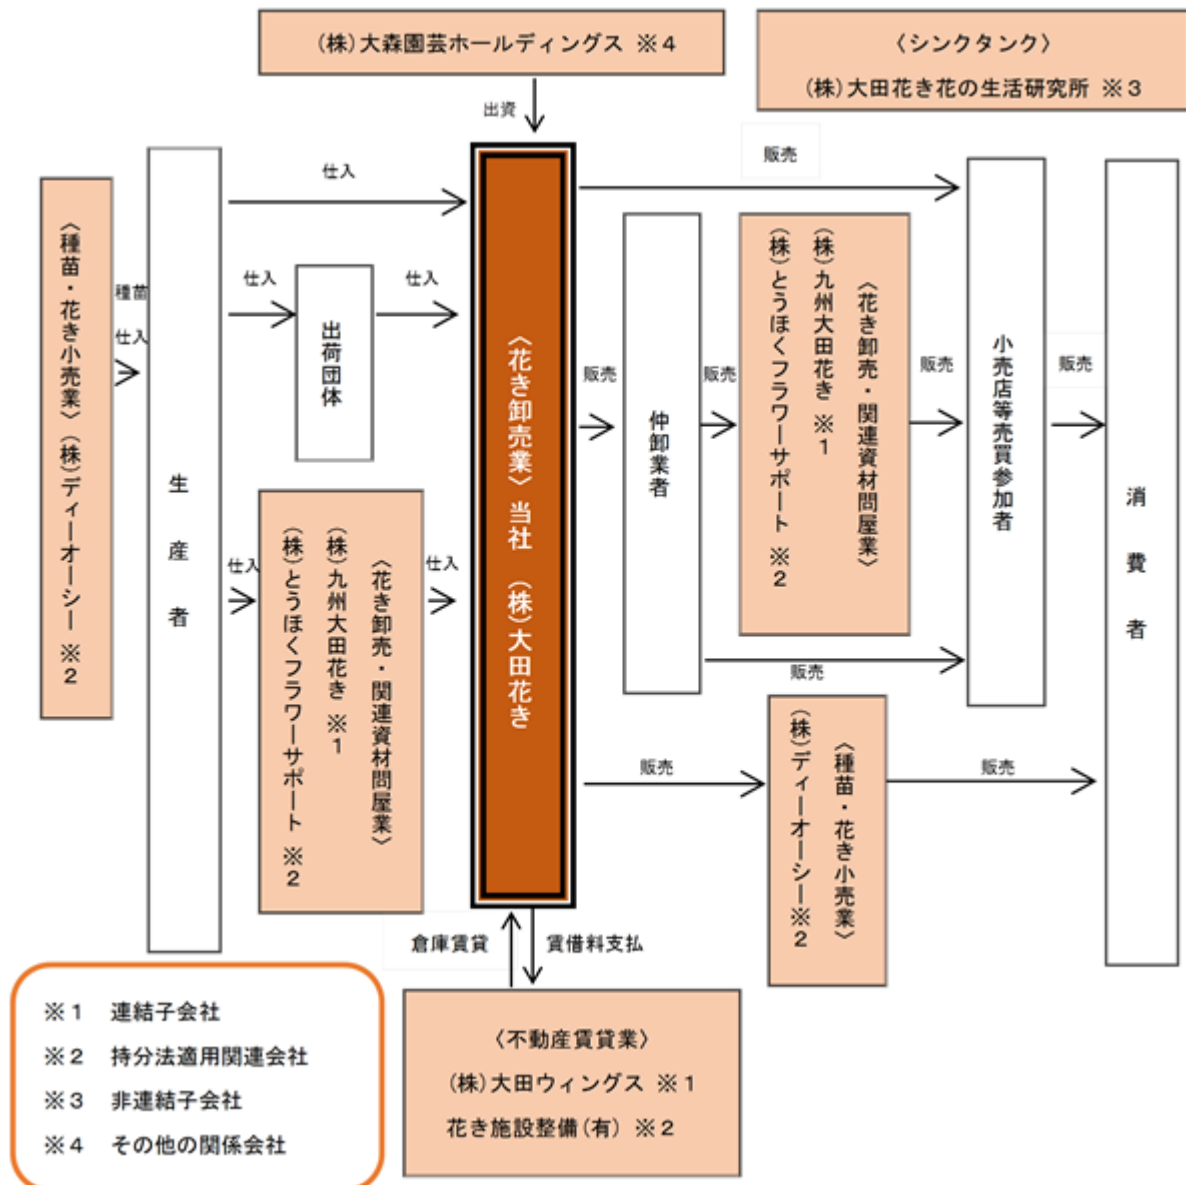 (株)大森園芸ホールディングス ※４
〈シンクタンク〉
(株)大田花き花の生活研究所 ※３
出資
販売
仕入
〈種苗・花き小売業〉(株)ディーオーシー ※２
種苗
仕入
生産者
仕入
出荷団体
仕入
仕入
〈花き卸売・関連資材問屋業〉
(株)九州大田花き ※１
(株)とうほくフラワーサポート ※２
仕入
〈花き卸売業〉当社 (株)大田花き
販売
仲卸業者
販売
〈花き卸売・関連資材問屋業〉
(株)九州大田花き ※１
(株)とうほくフラワーサポート ※２
販売
小売店等売買参加者
販売
消費者
販売
販売
〈種苗・花き小売業〉
(株)ディーオーシー※２
販売
倉庫賃貸
賃借料支払
〈不動産賃貸業〉
(株)大田ウィングス ※１
花き施設整備(有) ※２
※１ 連結子会社
※２ 持分法適用関連会社
※３ 非連結子会社
※４ その他の関係会社